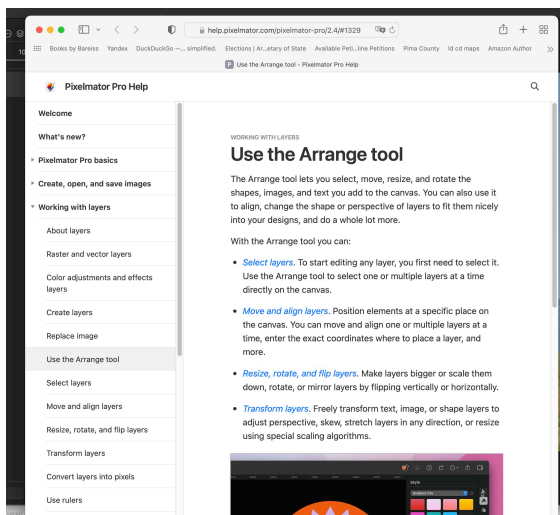 10
help.pixelmator.com/pixelmator-pro/2.4/#1329
Books by Bareiss Yandex DuckDuckGo —... simplified. Elections | Ar...etary of State Available Peti...line Petitions Pima County ld cd maps Amazon Author
P Use the Arrange tool - Pixelmator Pro Help
Pixelmator Pro Help
Welcome
What's new?
Pixelmator Pro basics
Create, open, and save images
Working with layers
About layers
Raster and vector layers
Color adjustments and effects
layers
Create layers
Replace image
Use the Arrange tool
Select layers
Move and align layers
Resize, rotate, and flip layers
Transform layers
Convert layers into pixels
Use rulers
WORKING WITH LAYERS
Use the Arrange tool
The Arrange tool lets you select, move, resize, and rotate the
shapes, images, and text you add to the canvas. You can also use it
to align, change the shape or perspective of layers to fit them nicely
into your designs, and do a whole lot more.
With the Arrange tool you can:
• Select layers. To start editing any layer, you first need to select it.
Use the Arrange tool to select one or multiple layers at a time
directly on the canvas.
• Move and align layers. Position elements at a specific place on
the canvas. You can move and align one or multiple layers at a
time, enter the exact coordinates where to place a layer, and
more.
• Resize, rotate, and flip layers. Make layers bigger or scale them
down, rotate, or mirror layers by flipping vertically or horizontally.
• Transform layers. Freely transform text, image, or shape layers to
adjust perspective, skew, stretch layers in any direction, or resize
using special scaling algorithms.
Style
Gradient Fills